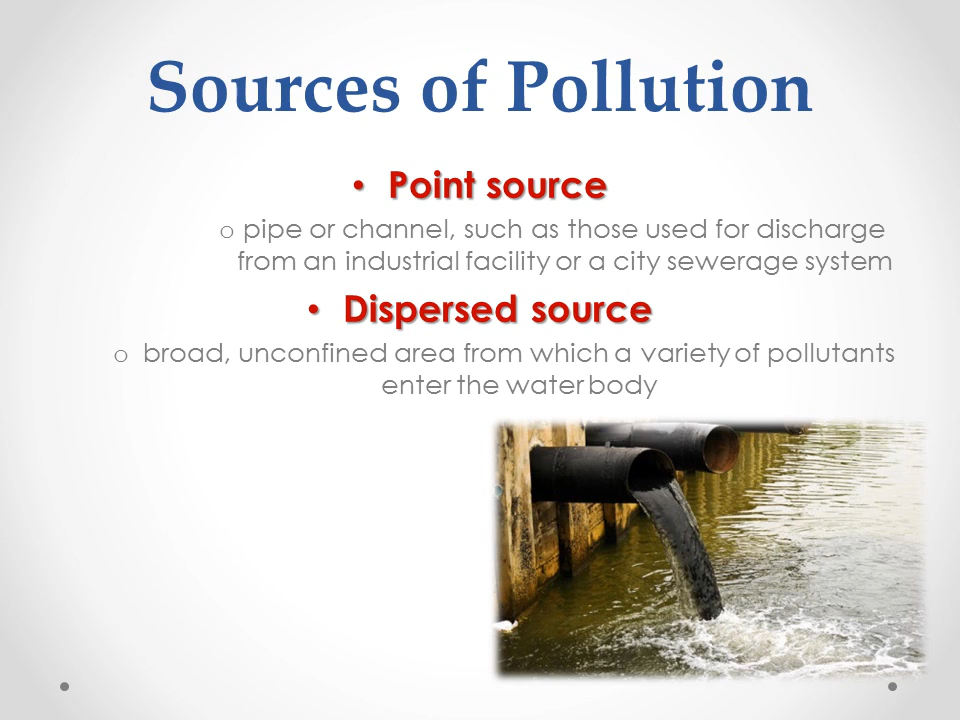 Sources of Pollution
• Point source
o pipe or channel, such as those used for discharge
from an industrial facility or a city sewerage system
• Dispersed source
o broad, unconfined area from which a variety of pollutants
enter the water body